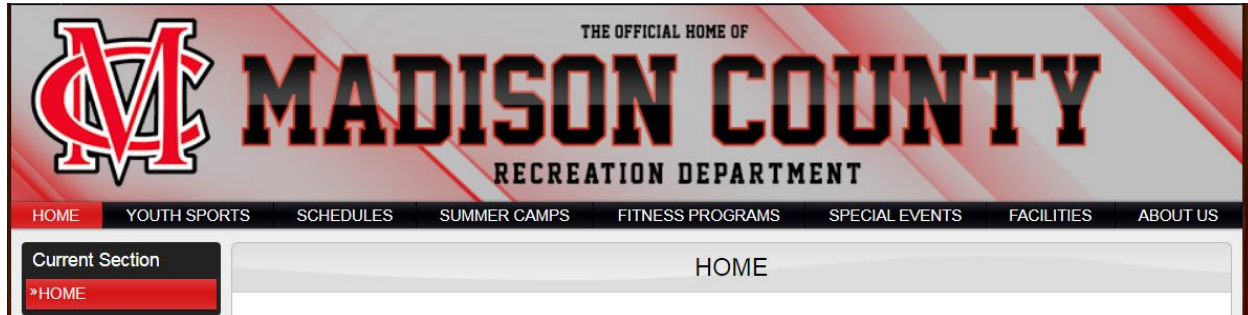 MC
THE OFFICIAL HOME OF
MADISON COUNTY
RECREATION DEPARTMENT
HOME YOUTH SPORTS SCHEDULES SUMMER CAMPS FITNESS PROGRAMS SPECIAL EVENTS FACILITIES ABOUT US
Current Section
»HOME
HOME